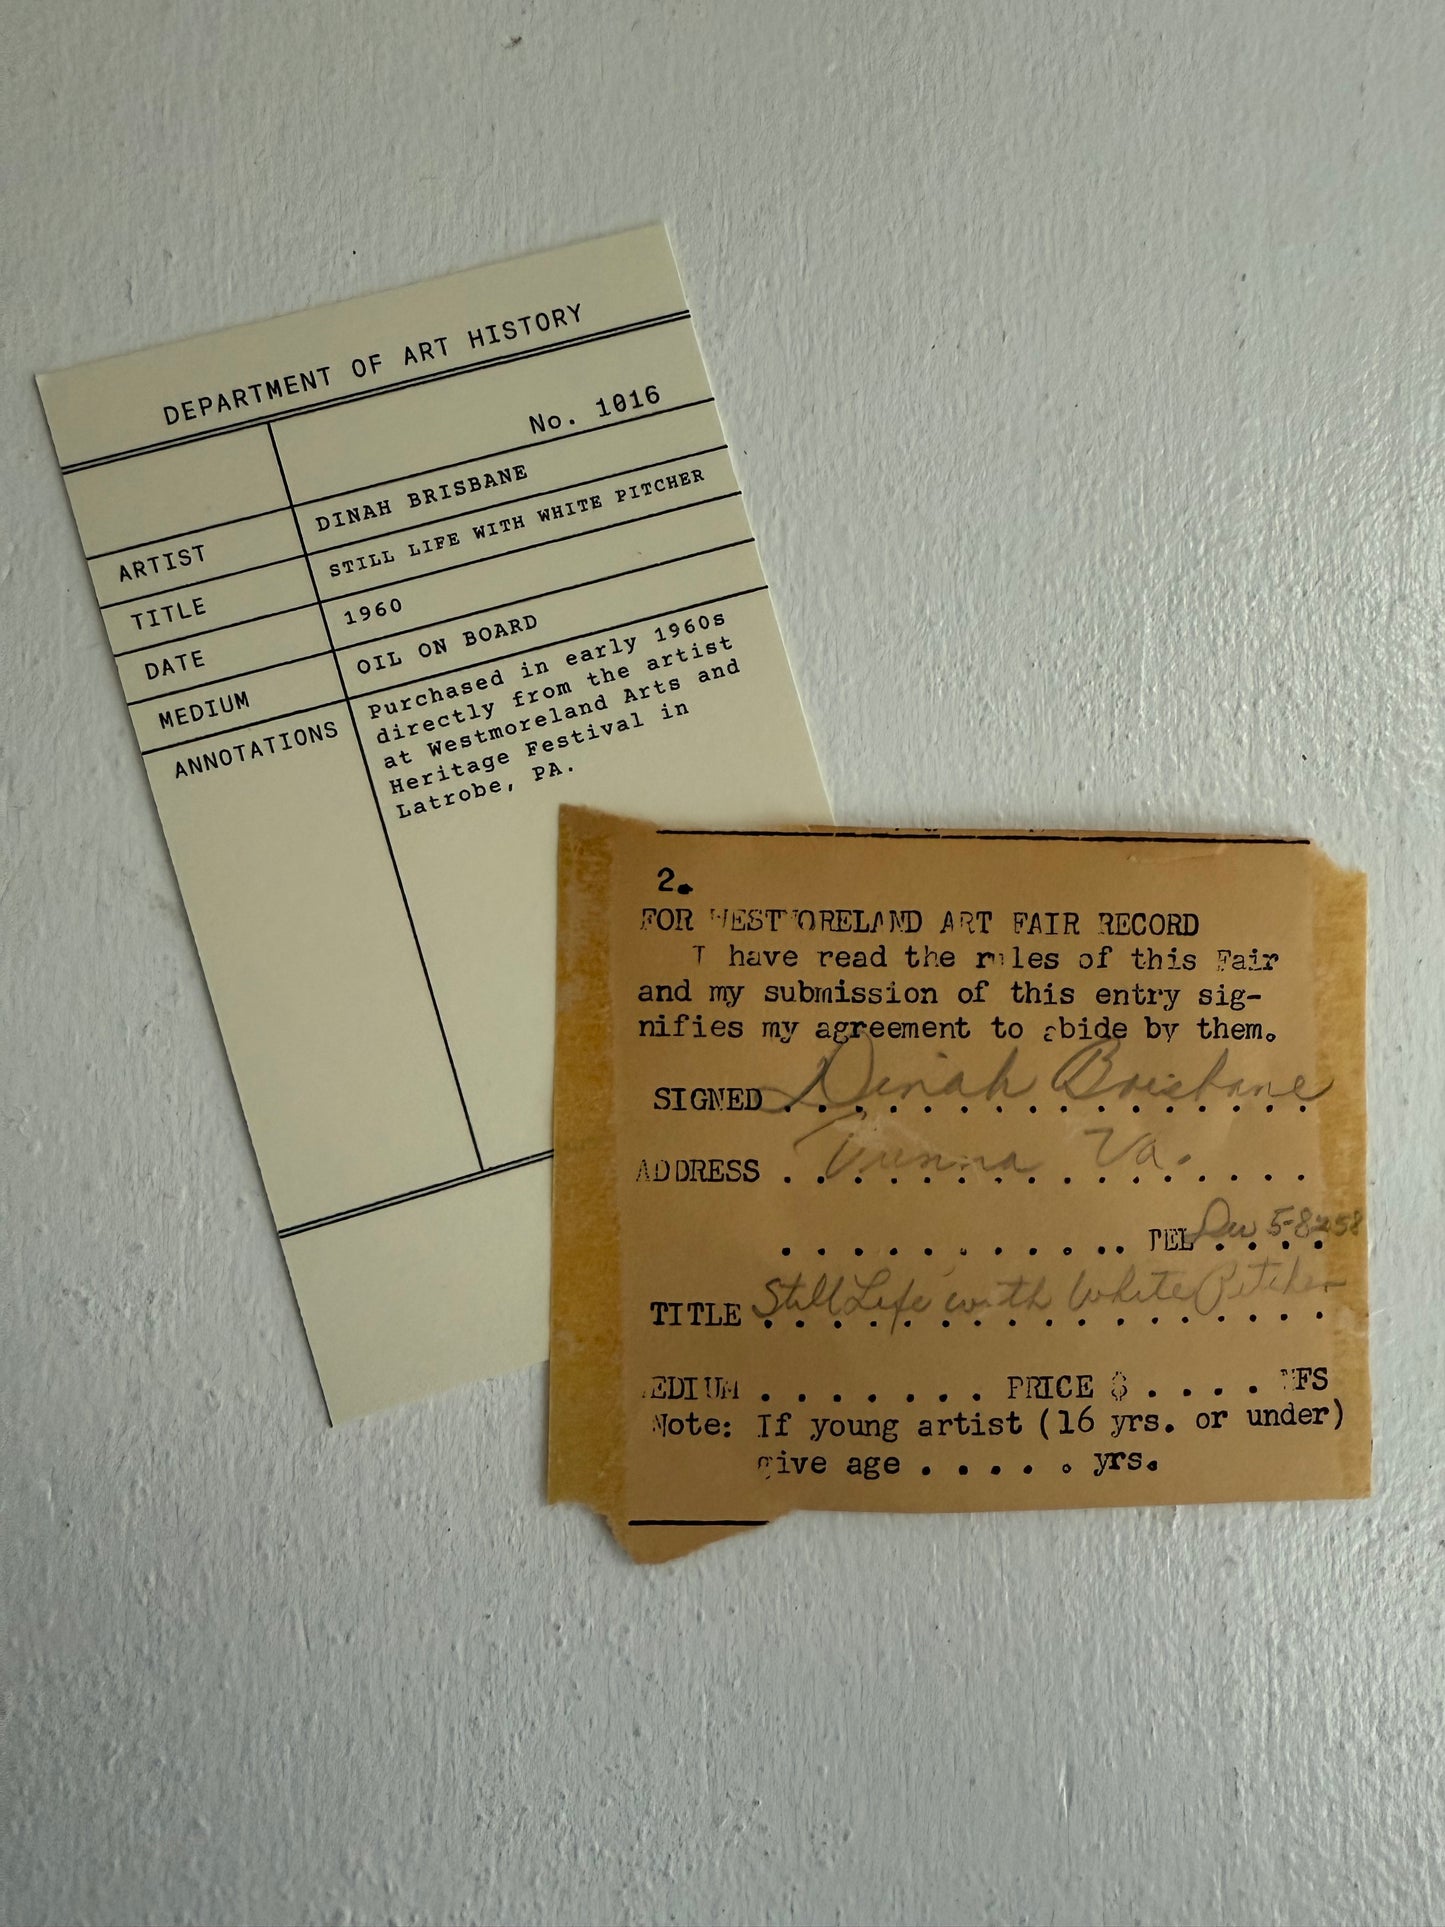 DEPARTMENT OF ART HISTORY
No. 1016
ARTIST DINAH BRISBANE
TITLE STILL LIFE WITH WHITE PITCHER
DATE 1960
MEDIUM OIL ON BOARD
ANNOTATIONS Purchased in early 1960s
directly from the artist
at Westmoreland Arts and
Heritage Festival in
Latrobe, PA.
2.
FOR WESTMORELAND ART FAIR RECORD
I have read the rules of this Fair
and my submission of this entry sig-
nifies my agreement to abide by them.
SIGNED Dinah Brisbane
ADDRESS Vienna Va.
TEL 5-8258
TITLE Still Life with White Pitcher
MEDIUM . . . . . . . PRICE $ . . . . NFS
Note: If young artist (16 yrs. or under)
give age . . . . . . yrs.